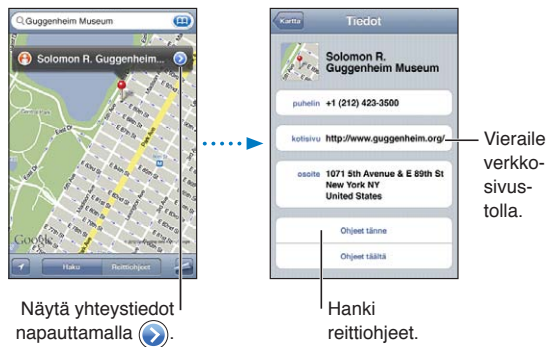 Guggenheim Museum
Solomon R. Guggenheim...
Google
Haku
Reittiohjeet
Näytä yhteystiedot
napauttamalla
Kartta
Tiedot
Solomon R.
Guggenheim Museum
puhelin +1 (212) 423-3500
kotisivu http://www.guggenheim.org/
osoite 1071 5th Avenue & E 89th St
New York NY
United States
Ohjeet tänne
Ohjeet täältä
Vieraile
verkko-
sivus-
tolla.
Hanki
reittiohjeet.